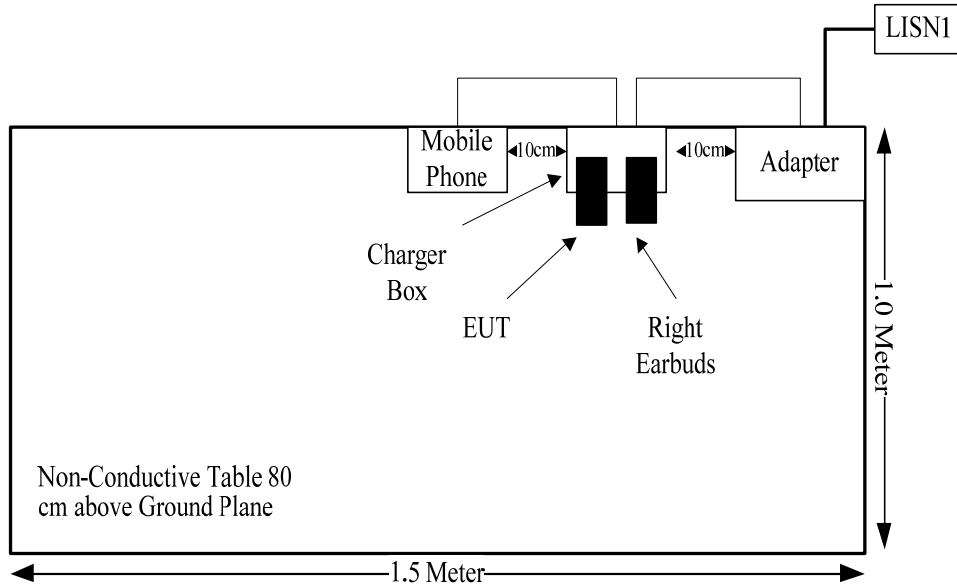 LISN1
Mobile
Phone
10cm
10cm
Adapter
Charger
Box
EUT
Right
Earbuds
1.0 Meter
Non-Conductive Table 80
cm above Ground Plane
1.5 Meter